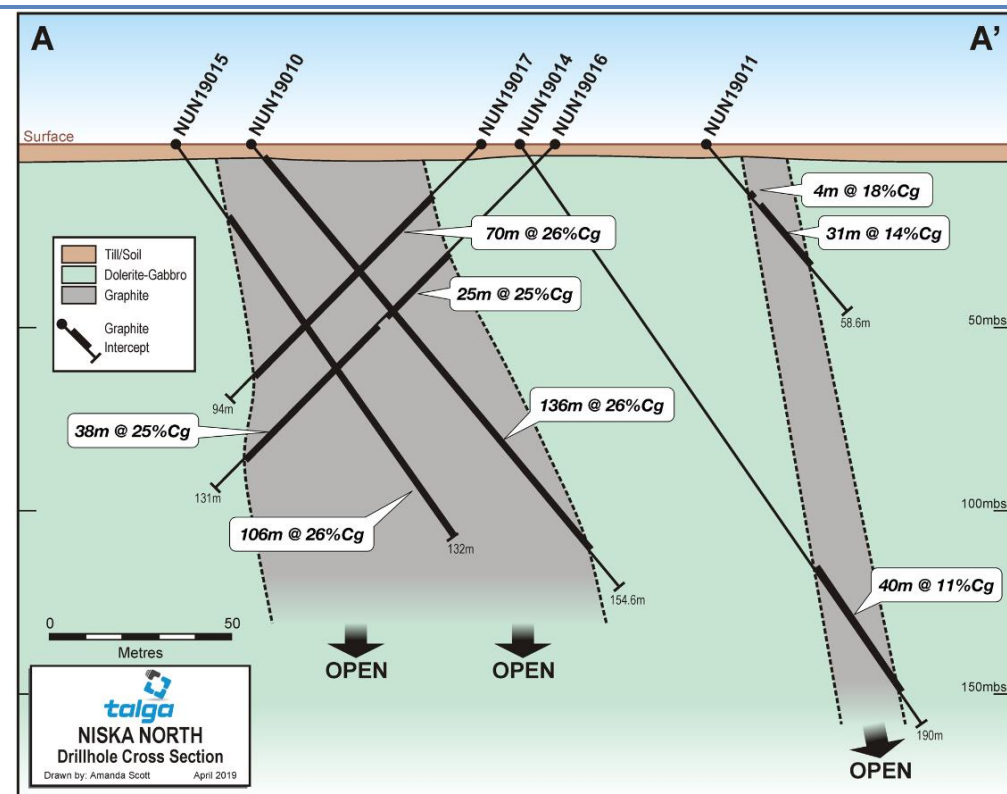 A
A'
NUN19015
NUN19010
NUN19017
NUN19014
NUN19016
NUN19011
Surface
4m @ 18%Cg
70m @ 26%Cg
31m @ 14%Cg
Till/Soil
Dolerite-Gabbro
Graphite
Graphite
Intercept
25m @ 25%Cg
58.6m
50mbs
94m
136m @ 26%Cg
38m @ 25%Cg
131m
100mbs
106m @ 26%Cg
132m
154.6m
40m @ 11%Cg
0
50
Metres
OPEN
OPEN
150mbs
190m
OPEN
talga
NISKA NORTH
Drillhole Cross Section
Drawn by: Amanda Scott April 2019